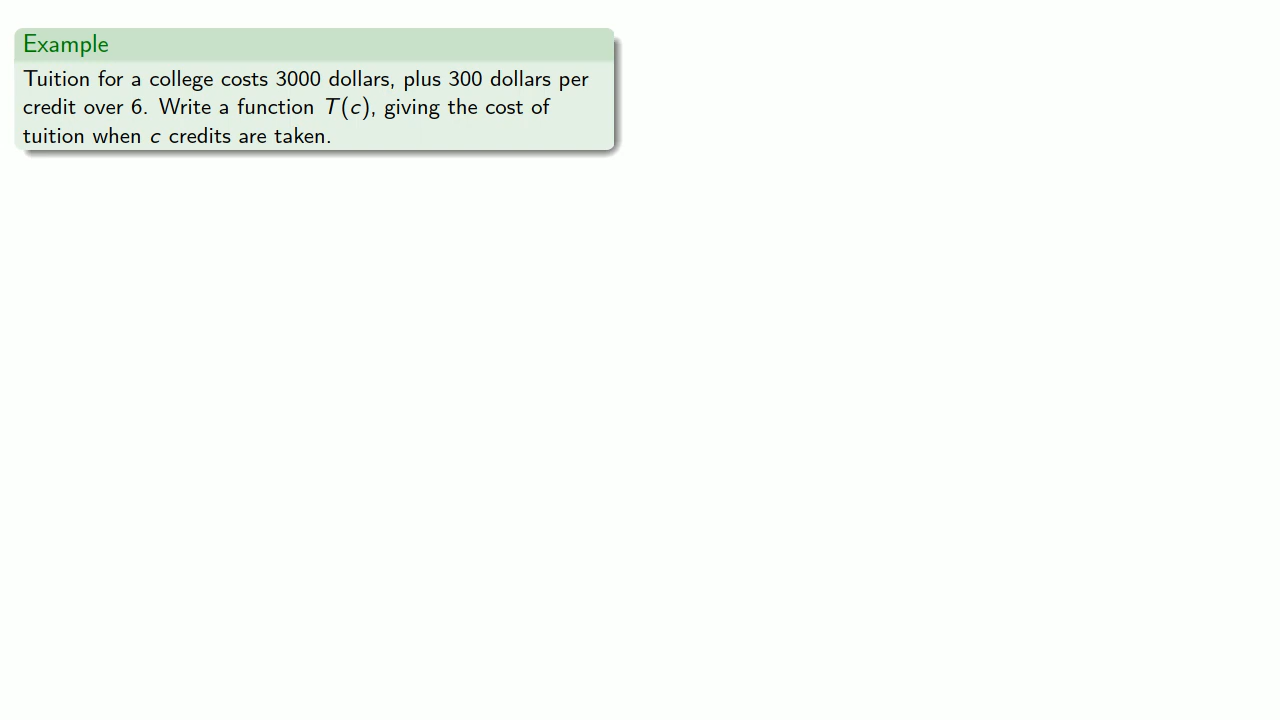 Example
Tuition for a college costs 3000 dollars, plus 300 dollars per
credit over 6. Write a function T(c), giving the cost of
tuition when c credits are taken.